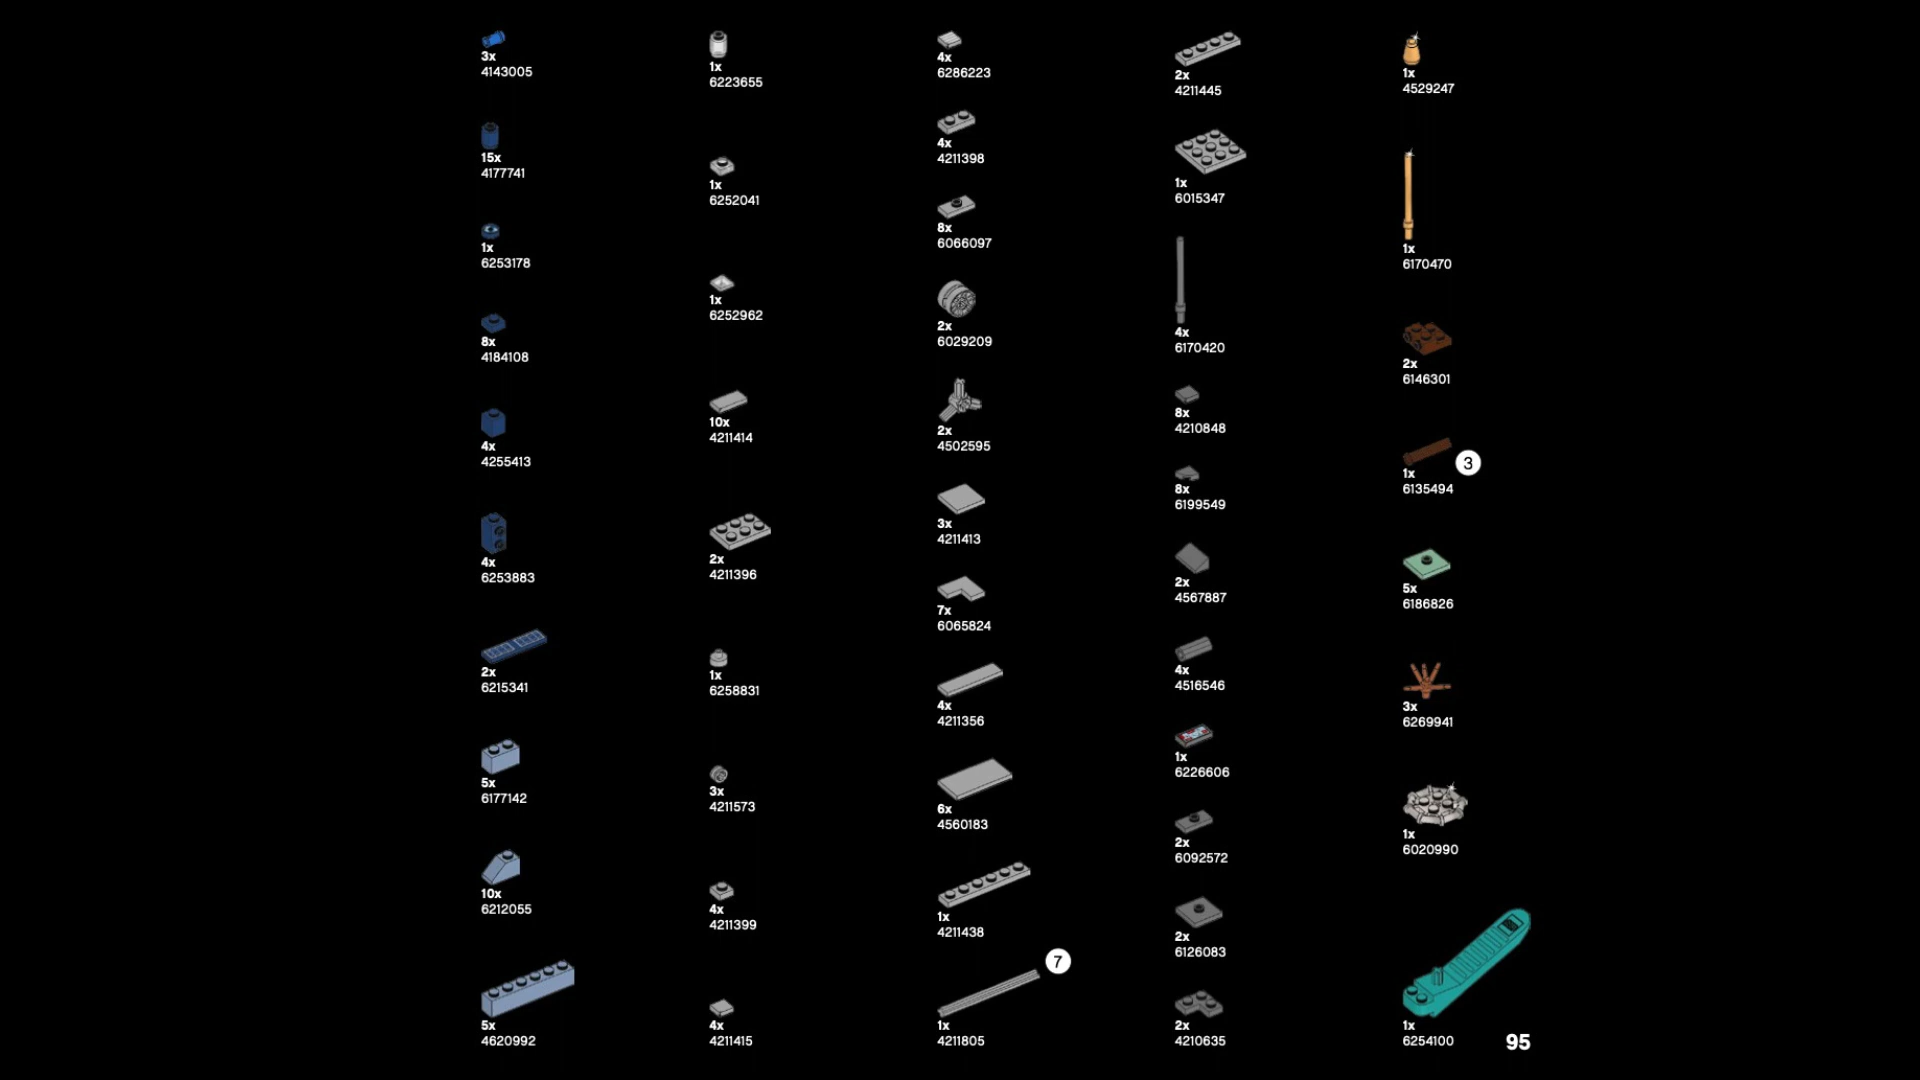 3x
4143005
15x
4177741
1x
6253178
8x
4184108
4x
4255413
4x
6253883
2x
6215341
5x
6177142
10x
6212055
5x
4620992
1x
6223655
1x
6252041
1x
6252962
10x
4211414
2x
4211396
1x
6258831
3x
4211573
4x
4211399
4x
4211415
4x
6286223
4x
4211398
8x
6066097
2x
6029209
2x
4502595
3x
4211413
7x
6065824
4x
4211356
6x
4560183
1x
4211438
7
1x
4211805
2x
4211445
1x
6015347
4x
6170420
8x
4210848
8x
6199549
2x
4567887
4x
4516546
1x
6226606
2x
6092572
2x
6126083
2x
4210635
1x
4529247
1x
6170470
2x
6146301
3
1x
6135494
5x
6186826
3x
6269941
1x
6020990
1x
6254100
95